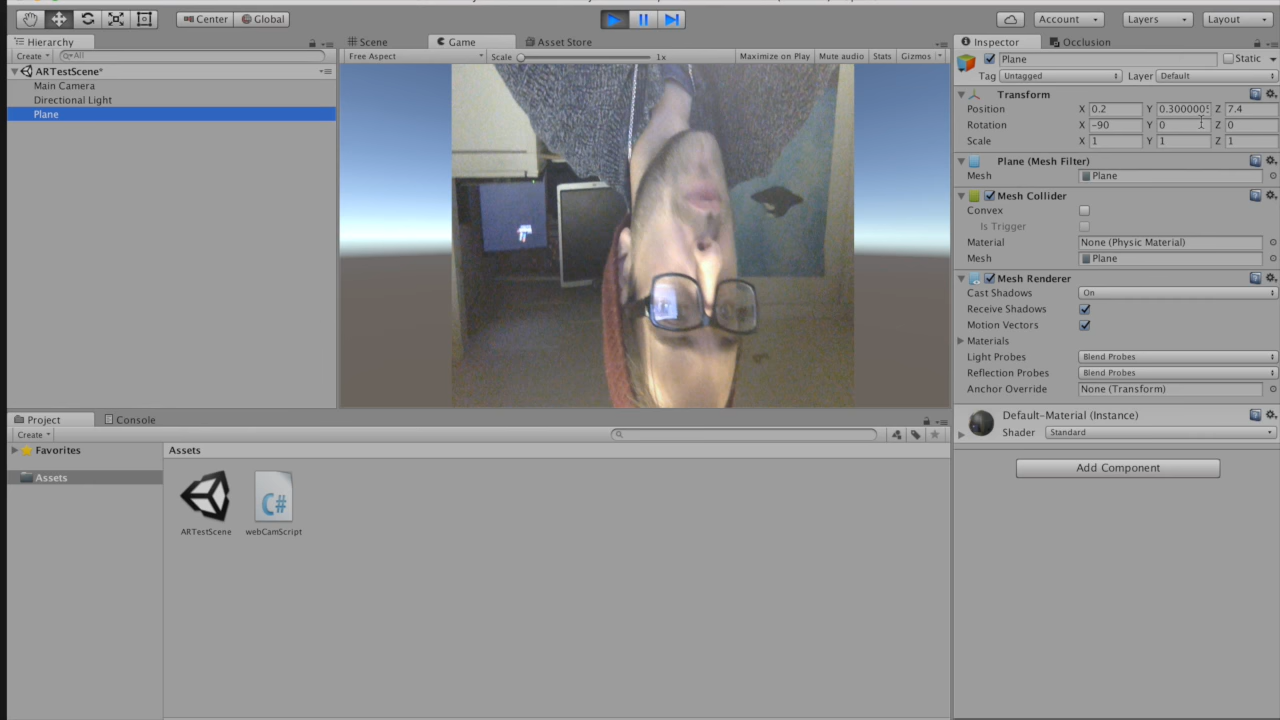 Center Global Account Layers Layout
Hierarchy Scene Game Asset Store Inspector Occlusion
Create All Free Aspect Scale 1x Maximize on Play Mute audio Stats Gizmos Plane Static
Tag Untagged Layer Default
ARTestScene*
Main Camera
Directional Light
Plane
Transform
Position X 0.2 Y 0.300000 Z 7.4
Rotation X -90 Y 0 Z 0
Scale X 1 Y 1 Z 1
Plane (Mesh Filter)
Mesh Plane
Mesh Collider
Convex
Is Trigger
Material None (Physic Material)
Mesh Plane
Mesh Renderer
Cast Shadows On
Receive Shadows
Motion Vectors
Materials
Light Probes Blend Probes
Reflection Probes Blend Probes
Anchor Override None (Transform)
Default-Material (Instance)
Shader Standard
Add Component
Project Console
Create
Favorites
Assets
Assets
ARTestScene webCamScript
C#